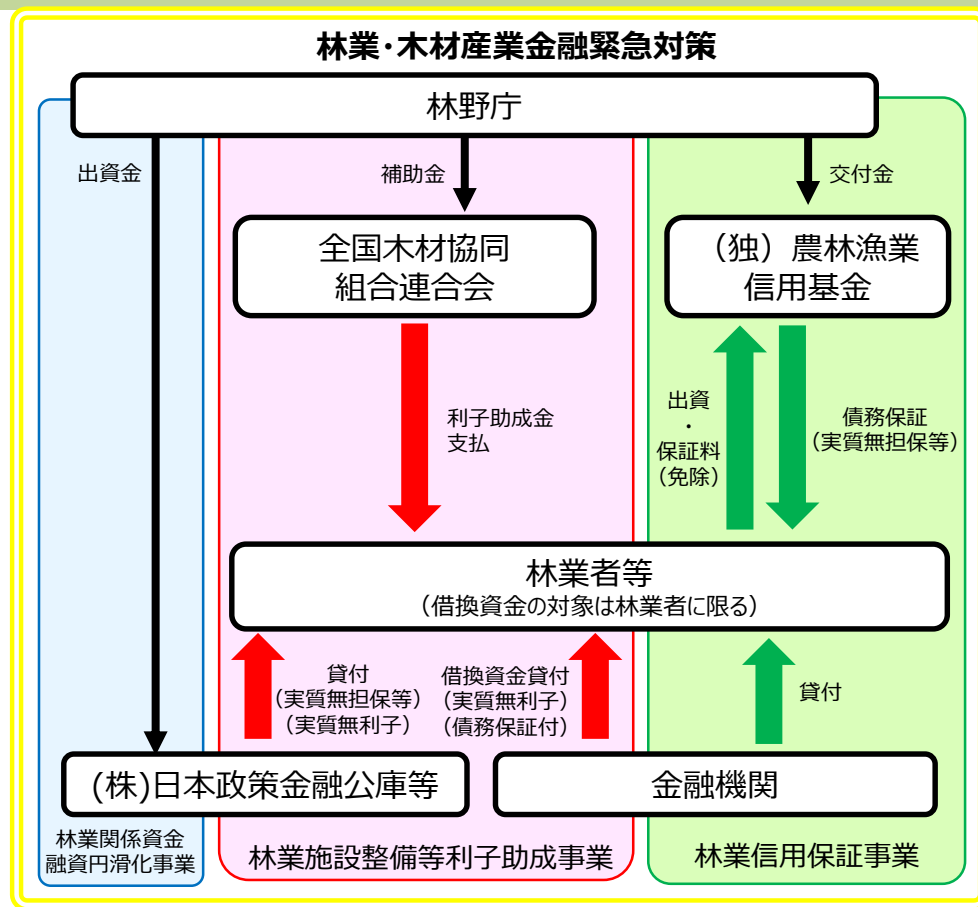 林業・木材産業金融緊急対策
林野庁
出資金
補助金
交付金
全国木材協同
組合連合会
（独）農林漁業
信用基金
利子助成金
支払
出資
・
保証料
（免除）
債務保証
（実質無担保等）
林業者等
（借換資金の対象は林業者に限る）
貸付
（実質無担保等）
（実質無利子）
借換資金貸付
（実質無利子）
（債務保証付）
貸付
(株)日本政策金融公庫等
金融機関
林業関係資金
融資円滑化事業
林業施設整備等利子助成事業
林業信用保証事業